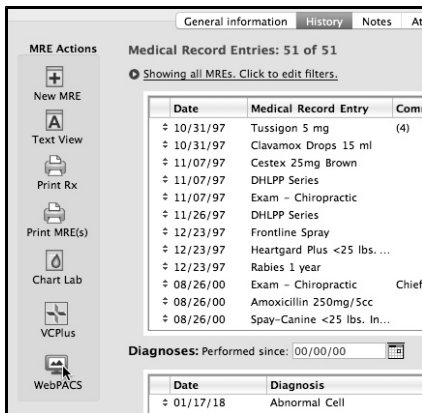 General information History Notes
MRE Actions
New MRE
Text View
Print Rx
Print MRE(s)
Chart Lab
VCPlus
WebPACS
Medical Record Entries: 51 of 51
Showing all MREs. Click to edit filters.
Date Medical Record Entry
10/31/97 Tussigon 5 mg (4)
10/31/97 Clavamox Drops 15 ml
11/07/97 Cestex 25mg Brown
11/07/97 DHLPP Series
11/07/97 Exam - Chiropractic
11/26/97 DHLPP Series
12/23/97 Frontline Spray
12/23/97 Heartgard Plus <25 lbs. ...
12/23/97 Rabies 1 year
08/26/00 Exam - Chiropractic Chief
08/26/00 Amoxicillin 250mg/5cc
08/26/00 Spay-Canine <25 lbs. In...
Diagnoses: Performed since: 00/00/00
Date Diagnosis
01/17/18 Abnormal Cell